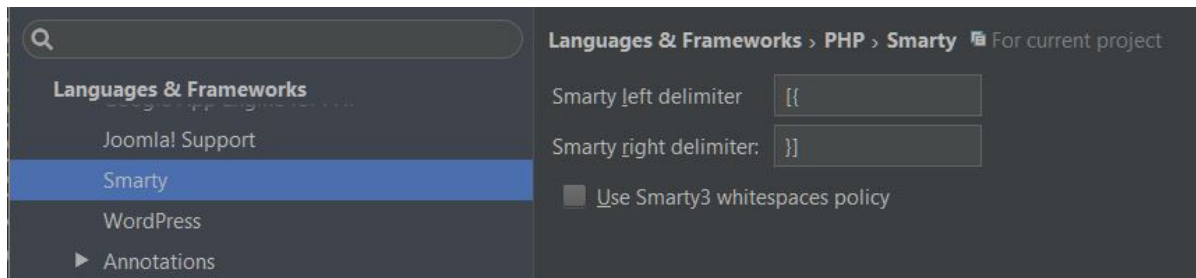 Languages & Frameworks
Joomla! Support
Smarty
WordPress
Annotations
Languages & Frameworks › PHP › Smarty For current project
Smarty left delimiter [{
Smarty right delimiter: }]
Use Smarty3 whitespaces policy